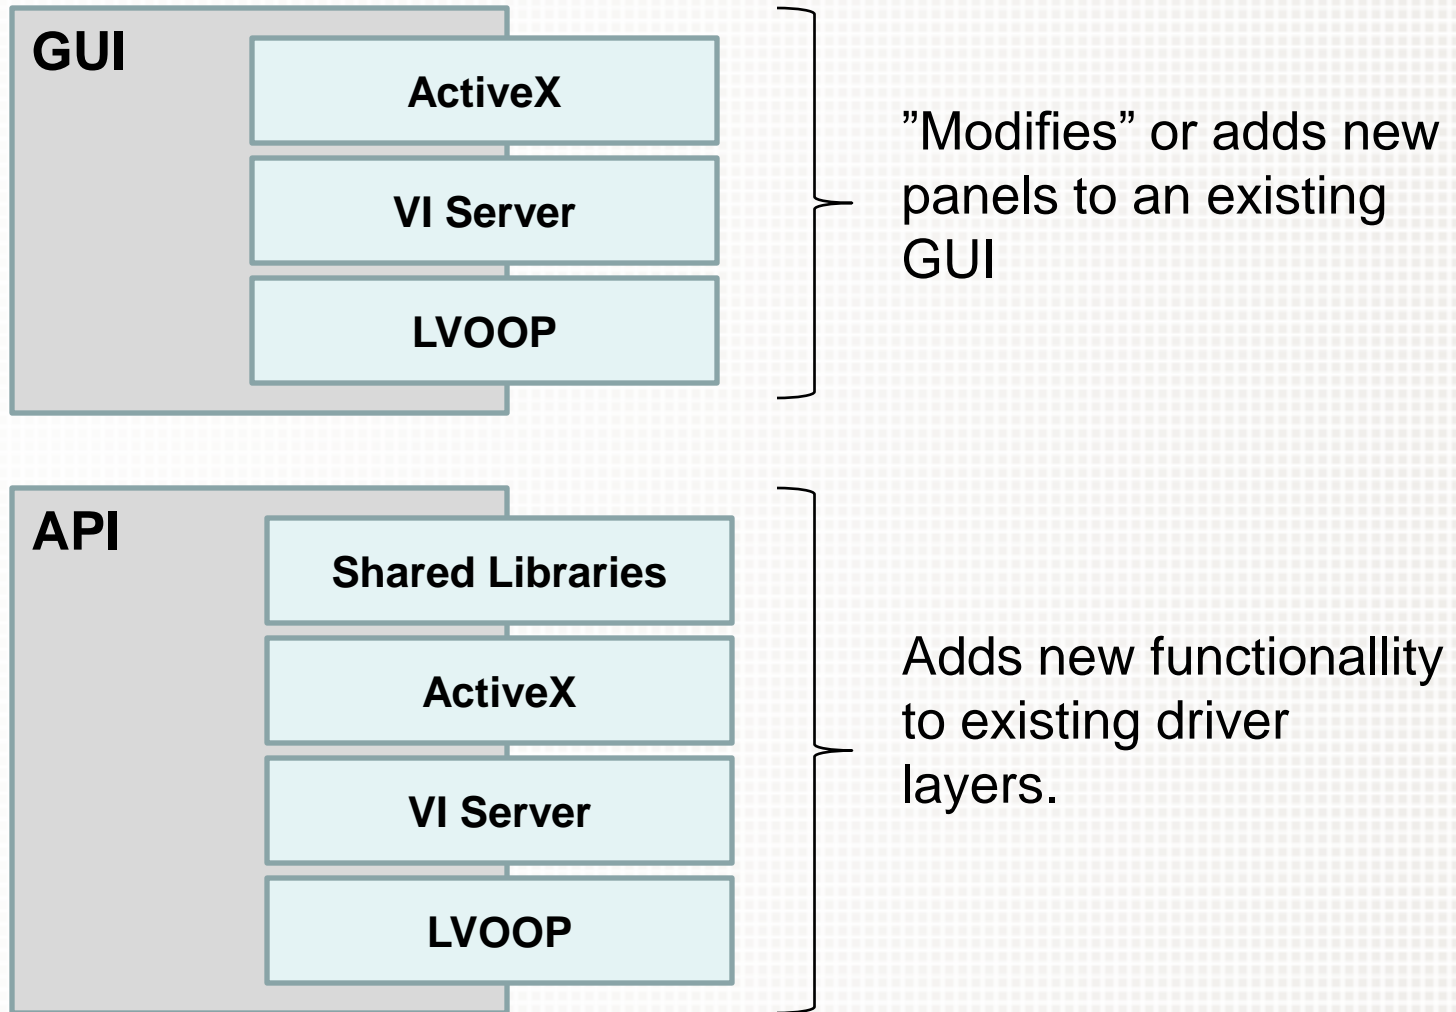 GUI
ActiveX
VI Server
LVOOP
”Modifies” or adds new
panels to an existing
GUI
API
Shared Libraries
ActiveX
VI Server
LVOOP
Adds new functionallity
to existing driver
layers.